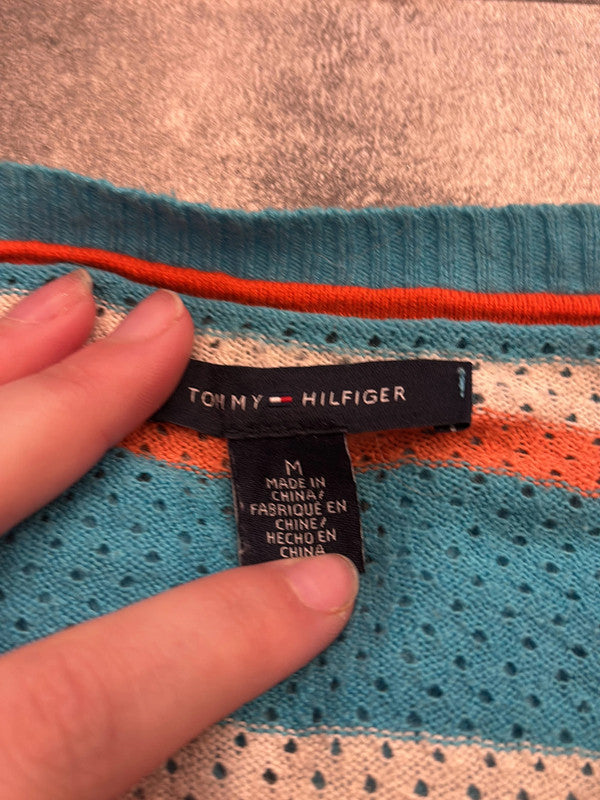 TOMMY HILFIGER
M
MADE IN
CHINA/
FABRIQUÉ EN
CHINE/
HECHO EN
CHINA